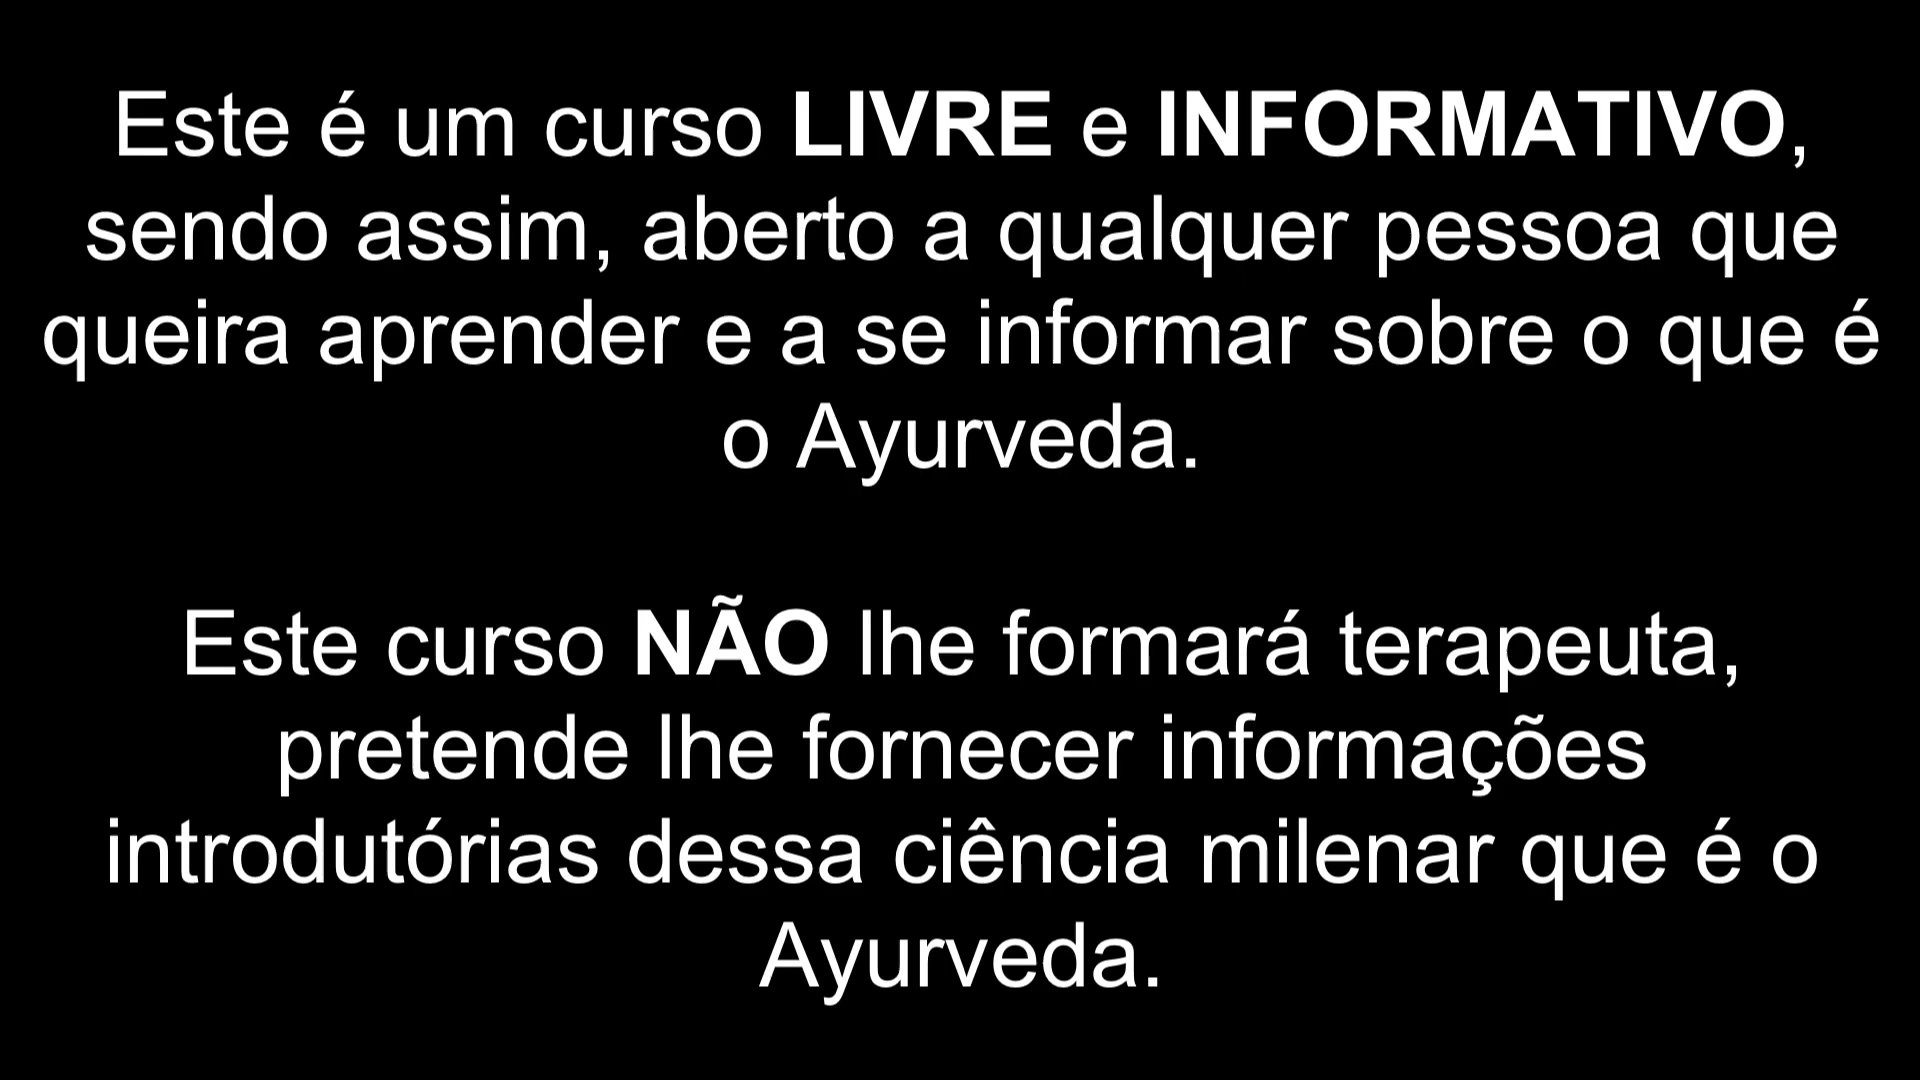 Este é um curso LIVRE e INFORMATIVO,
sendo assim, aberto a qualquer pessoa que
queira aprender e a se informar sobre o que é
o Ayurveda.
Este curso NÃO lhe formará terapeuta,
pretende lhe fornecer informações
introdutórias dessa ciência milenar que é o
Ayurveda.